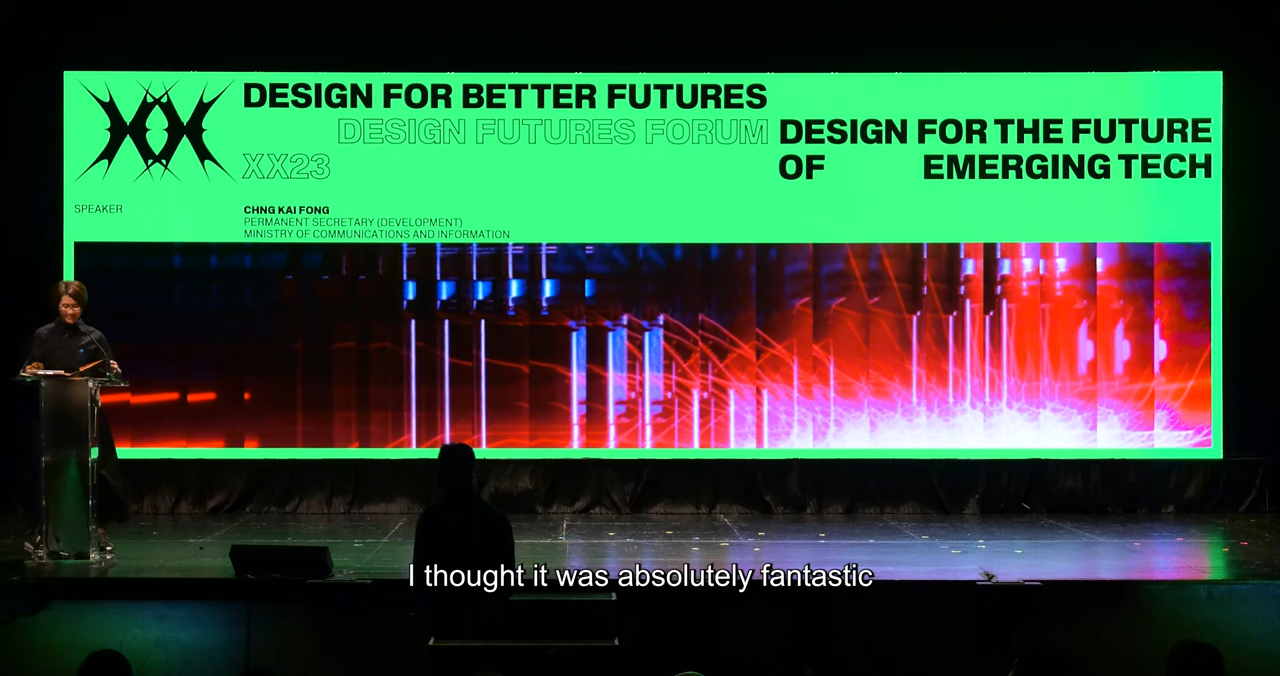 DESIGN FOR BETTER FUTURES
DESIGN FUTURES FORUM
XX23
DESIGN FOR THE FUTURE
OF EMERGING TECH
SPEAKER
CHNG KAI FONG
PERMANENT SECRETARY (DEVELOPMENT)
MINISTRY OF COMMUNICATIONS AND INFORMATION
I thought it was absolutely fantastic